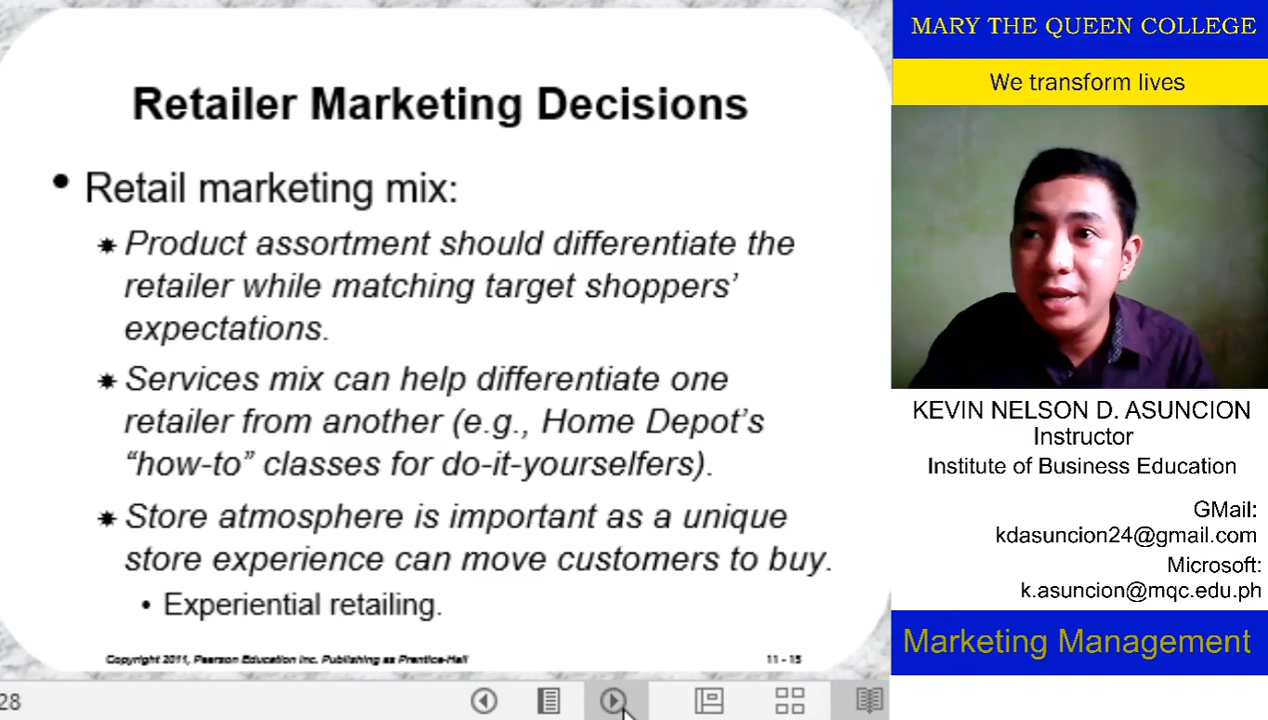 Retailer Marketing Decisions
• Retail marketing mix:
✷ Product assortment should differentiate the
retailer while matching target shoppers’
expectations.
✷ Services mix can help differentiate one
retailer from another (e.g., Home Depot’s
“how-to” classes for do-it-yourselfers).
✷ Store atmosphere is important as a unique
store experience can move customers to buy.
• Experiential retailing.
Copyright 2011, Pearson Education Inc. Publishing as Prentice-Hall
11 - 15
28
MARY THE QUEEN COLLEGE
We transform lives
KEVIN NELSON D. ASUNCION
Instructor
Institute of Business Education
GMail:
kdasuncion24@gmail.com
Microsoft:
k.asuncion@mqc.edu.ph
Marketing Management